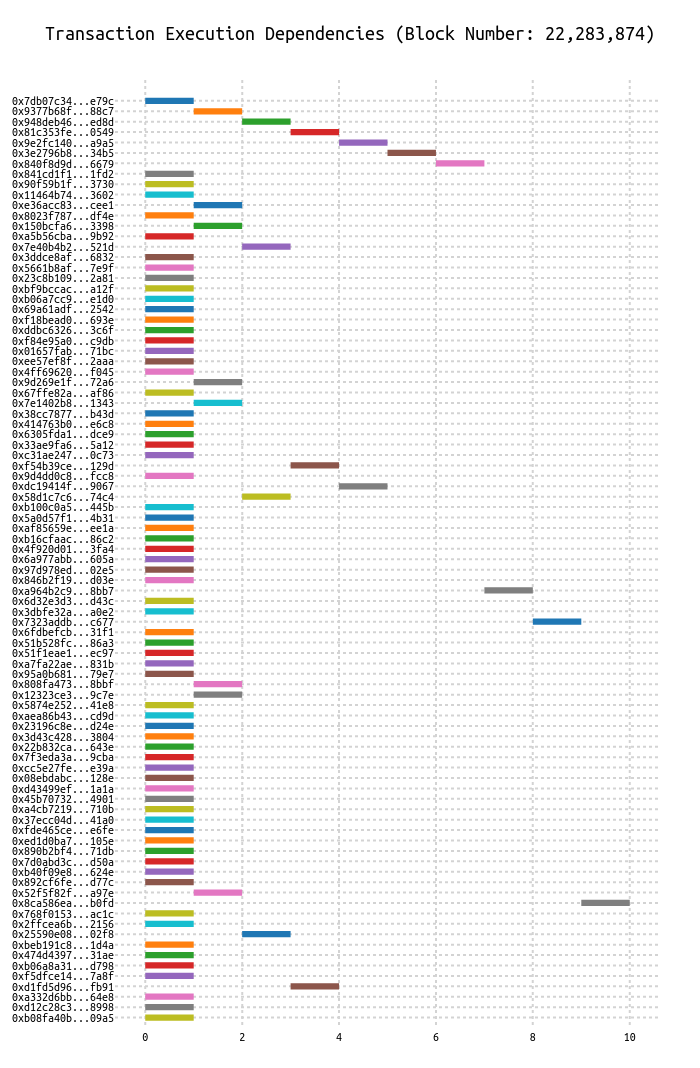 Transaction Execution Dependencies (Block Number: 22,283,874)
0x7db07c34...e79c
0x9377b68f...88c7
0x948deb46...ed8d
0x81c353fe...0549
0x9e2fc140...a9a5
0x3e2796b8...34b5
0x840f8d9d...6679
0x841cd1f1...1fd2
0x90f59b1f...3730
0x11464b74...3602
0xe36acc83...cee1
0x8023f787...df4e
0x150bcfa6...3398
0xa5b56cba...9b92
0x7e40b4b2...521d
0x3ddce8af...6832
0x5661b8af...7e9f
0x23c8b109...2a81
0xbf9bccac...a12f
0xb06a7cc9...e1d0
0x69a61adf...2542
0xf18bead0...693e
0xddbc6326...3c6f
0xf84e95a0...c9db
0x01657fab...71bc
0xee57ef8f...2aaa
0x4ff69620...f045
0x9d269e1f...72a6
0x67ffe82a...af86
0x7e1402b8...1343
0x38cc7877...b43d
0x414763b0...e6c8
0x6305fda1...dce9
0x33ae9fa6...5a12
0xc31ae247...0c73
0xf54b39ce...129d
0x9d4dd0c8...fcc8
0xdc19414f...9067
0x58d1c7c6...74c4
0xb100c0a5...445b
0x5a0d57f1...4b31
0xaf85659e...ee1a
0xb16cfaac...86c2
0x4f920d01...3fa4
0x6a977abb...605a
0x97d978ed...02e5
0x846b2f19...d03e
0xa964b2c9...8bb7
0x6d32e3d3...d43c
0x3dbfe32a...a0e2
0x7323addb...c677
0x6fdbefcb...31f1
0x51b528fc...86a3
0x51f1eae1...ec97
0xa7fa22ae...831b
0x95a0b681...79e7
0x808fa473...8bbf
0x12323ce3...9c7e
0x5874e252...41e8
0xaea86b43...cd9d
0x23196c8e...d24e
0x3d43c428...3804
0x22b832ca...643e
0x7f3eda3a...9cba
0xcc5e27fe...e39a
0x08ebdabc...128e
0xd43499ef...1a1a
0x45b70732...4901
0xa4cb7219...710b
0x37ecc04d...41a0
0xfde465ce...e6fe
0xed1d0ba7...105e
0x890b2bf4...71db
0x7d0abd3c...d50a
0xb40f09e8...624e
0x892cf6fe...d77c
0x52f5f82f...a97e
0x8ca586ea...b0fd
0x768f0153...ac1c
0x2ffcea6b...2156
0x25590e08...02f8
0xbeb191c8...1d4a
0x474d4397...31ae
0xb06a8a31...d798
0xf5dfce14...7a8f
0xd1fd5d96...fb91
0xa332d6bb...64e8
0xd12c28c3...8998
0xb08fa40b...09a5
0 2 4 6 8 10